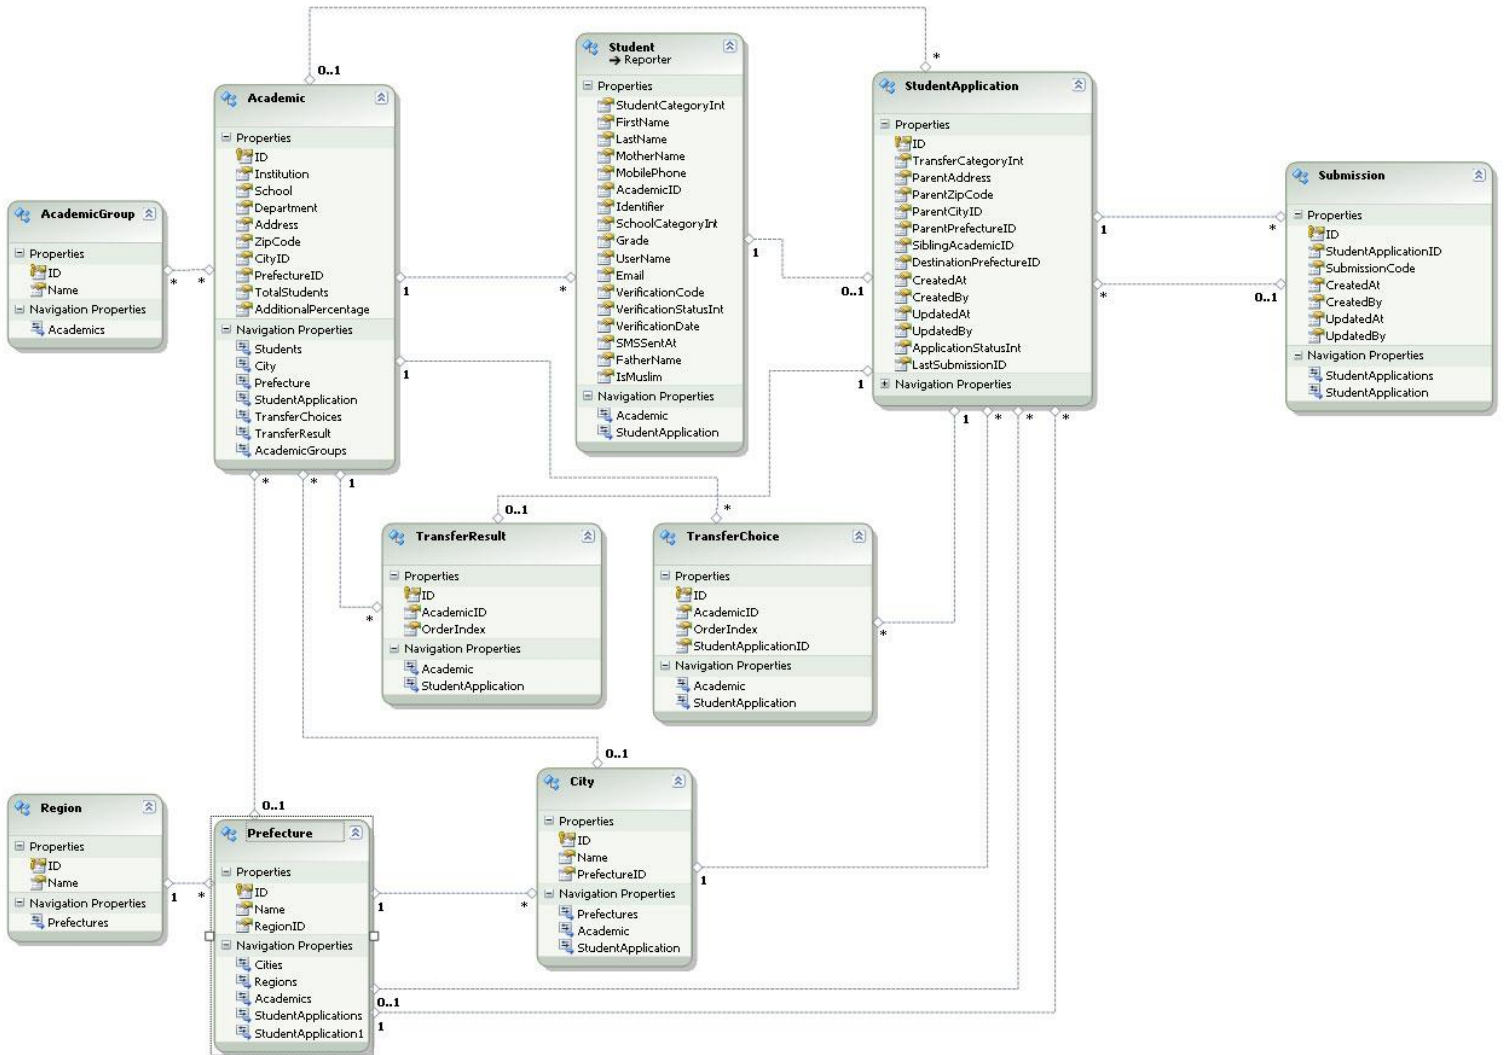 AcademicGroup
Properties
ID
Name
Navigation Properties
Academics
*
*
Academic
Properties
ID
Institution
School
Department
Address
ZipCode
CityID
PrefectureID
TotalStudents
AdditionalPercentage
Navigation Properties
Students
City
Prefecture
StudentApplication
TransferChoices
TransferResult
AcademicGroups
0..1
*
1
*
1
*
*
*
1
Student
Reporter
Properties
StudentCategoryInt
FirstName
LastName
MotherName
MobilePhone
AcademicID
Identifier
SchoolCategoryInt
Grade
UserName
Email
VerificationCode
VerificationStatusInt
VerificationDate
SMSSentAt
FatherName
IsMuslim
Navigation Properties
Academic
StudentApplication
1
0..1
StudentApplication
Properties
ID
TransferCategoryInt
ParentAddress
ParentZipCode
ParentCityID
ParentPrefectureID
SiblingAcademicID
DestinationPrefectureID
CreatedAt
CreatedBy
UpdatedAt
UpdatedBy
ApplicationStatusInt
LastSubmissionID
Navigation Properties
1
*
*
0..1
1
1
*
*
*
Submission
Properties
ID
StudentApplicationID
SubmissionCode
CreatedAt
CreatedBy
UpdatedAt
UpdatedBy
Navigation Properties
StudentApplications
StudentApplication
0..1
*
TransferResult
Properties
ID
AcademicID
OrderIndex
Navigation Properties
Academic
StudentApplication
TransferChoice
Properties
ID
AcademicID
OrderIndex
StudentApplicationID
Navigation Properties
Academic
StudentApplication
*
Region
Properties
ID
Name
Navigation Properties
Prefectures
1
*
0..1
Prefecture
Properties
ID
Name
RegionID
Navigation Properties
Cities
Regions
Academics
StudentApplications
StudentApplication1
1
*
0..1
1
0..1
City
Properties
ID
Name
PrefectureID
Navigation Properties
Prefectures
Academic
StudentApplication
1